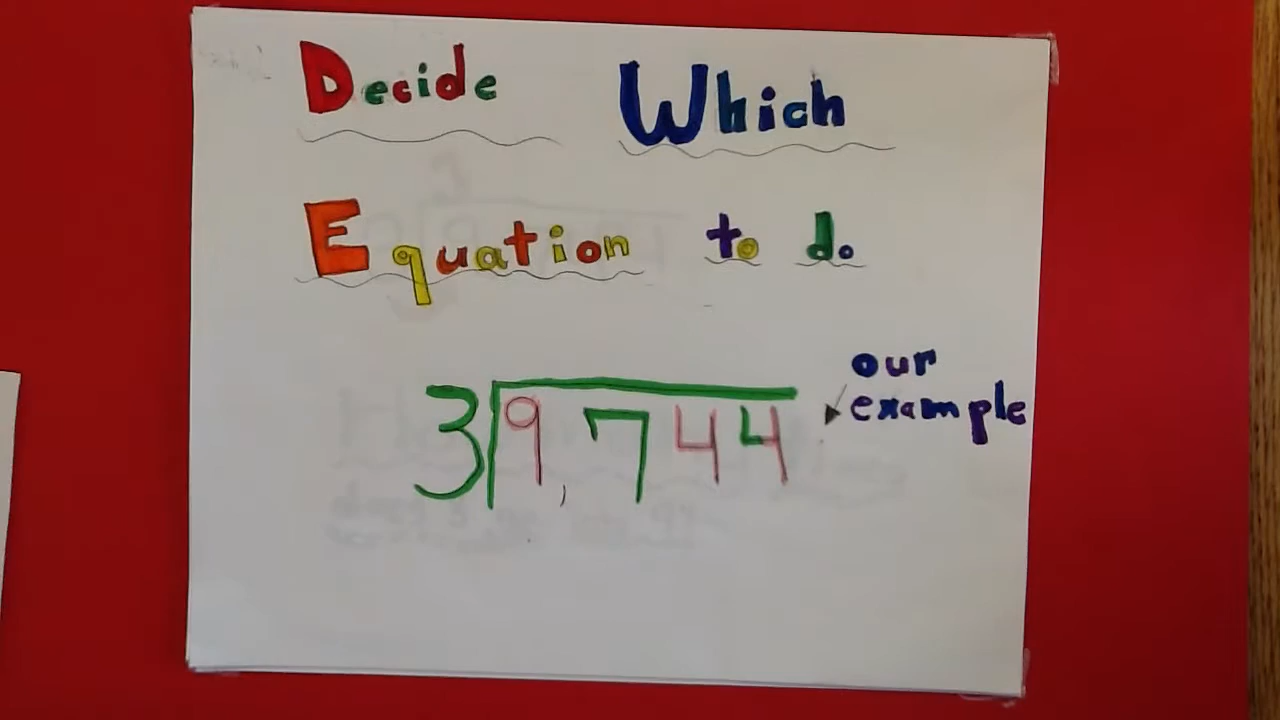 Decide Which
Equation to do
our
example
3 9,744